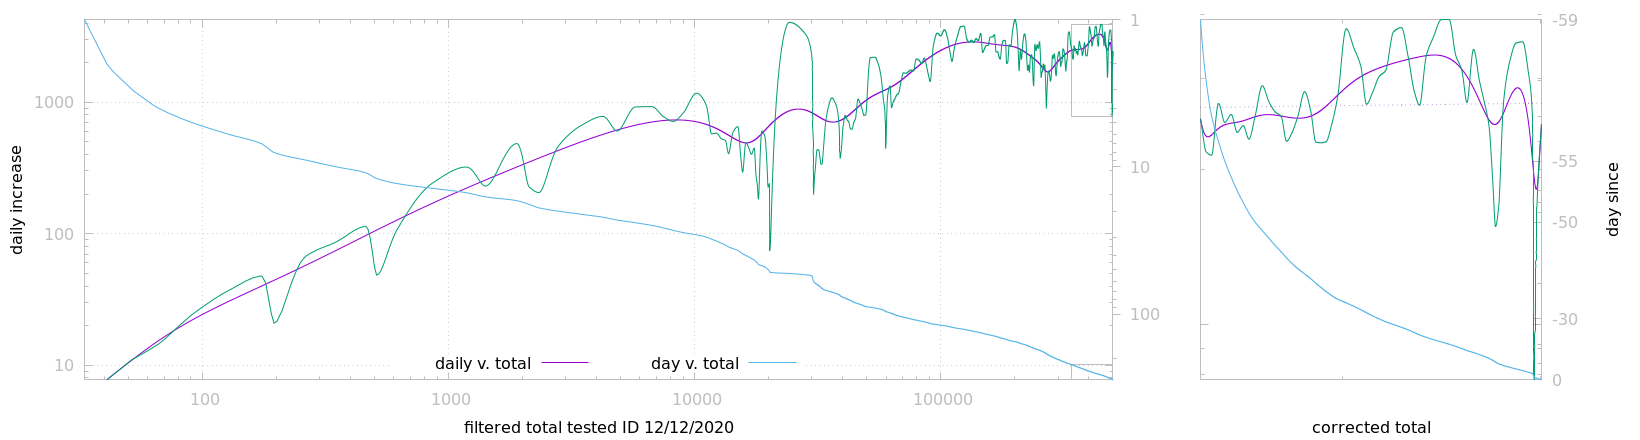 1
-59
1000
daily increase
10
-55
day since
100
-50
100
-30
10
daily v. total
day v. total
0
100
1000
10000
100000
filtered total tested ID 12/12/2020
corrected total